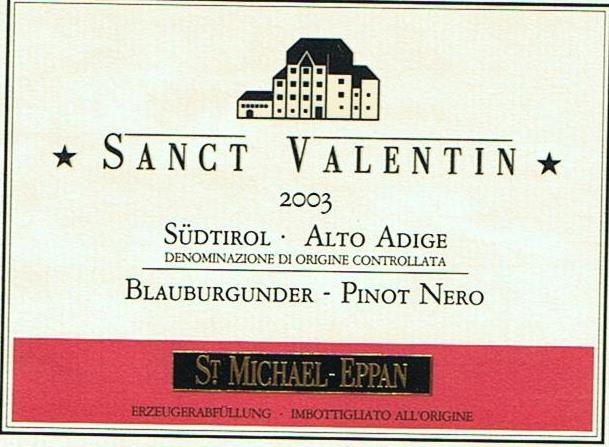 ★ SANCT VALENTIN ★
2003
SÜDTIROL · ALTO ADIGE
DENOMINAZIONE DI ORIGINE CONTROLLATA
BLAUBURGUNDER - PINOT NERO
ST. MICHAEL-EPPAN
ERZEUGERABFÜLLUNG · IMBOTTIGLIATO ALL'ORIGINE